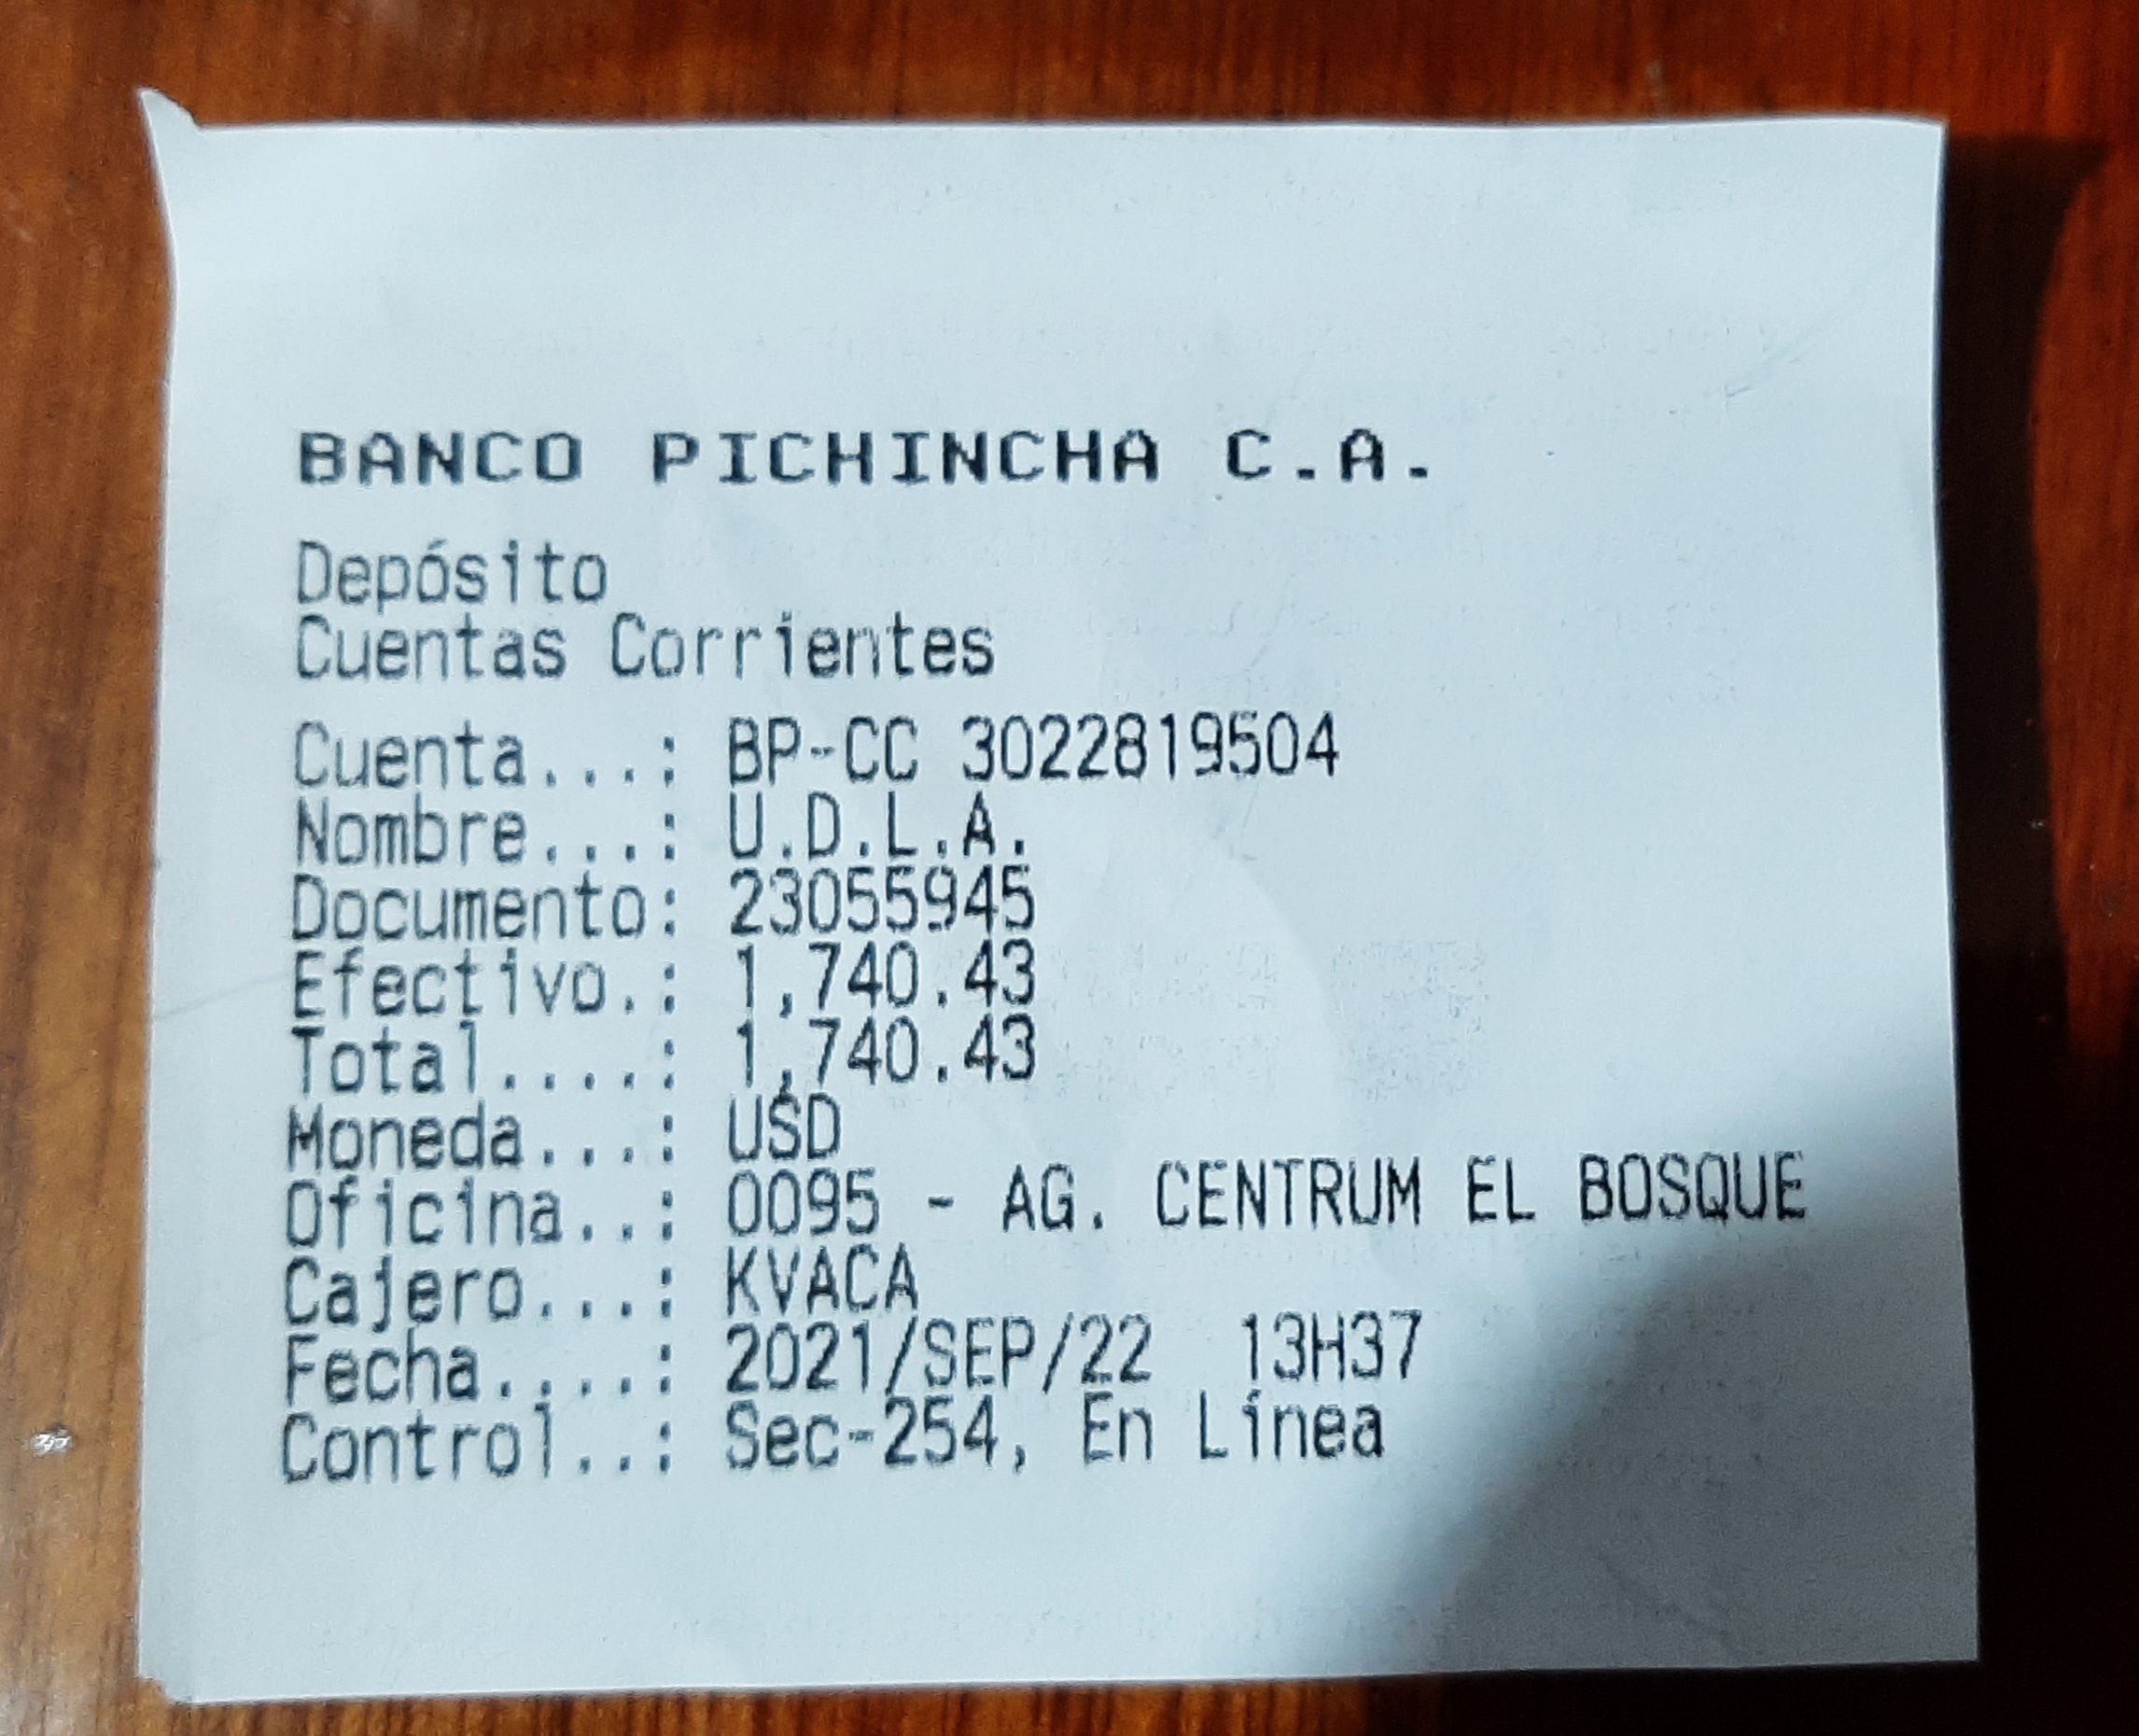 BANCO PICHINCHA C.A.
Depósito
Cuentas Corrientes
Cuenta...: BP-CC 3022819504
Nombre...: U.D.L.A.
Documento: 23055945
Efectivo.: 1,740.43
Total....: 1,740.43
Moneda...: USD
Oficina..: 0095 - AG. CENTRUM EL BOSQUE
Cajero...: KVACA
Fecha....: 2021/SEP/22 13H37
Control..: Sec-254, En Línea